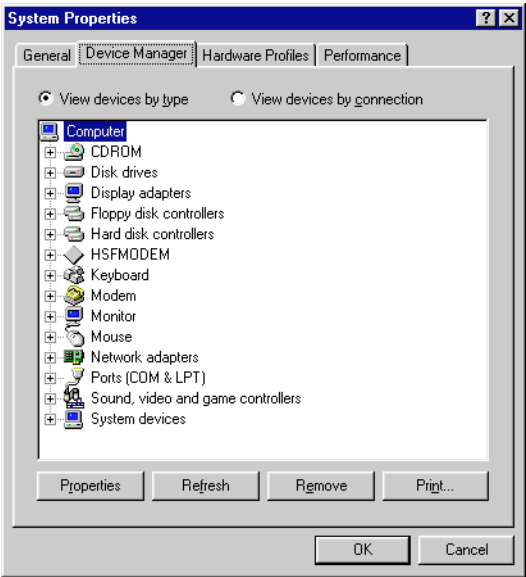 System Properties
General Device Manager Hardware Profiles Performance
View devices by type View devices by connection
Computer
CDROM
Disk drives
Display adapters
Floppy disk controllers
Hard disk controllers
HSFMODEM
Keyboard
Modem
Monitor
Mouse
Network adapters
Ports (COM & LPT)
Sound, video and game controllers
System devices
Properties Refresh Remove Print...
OK Cancel